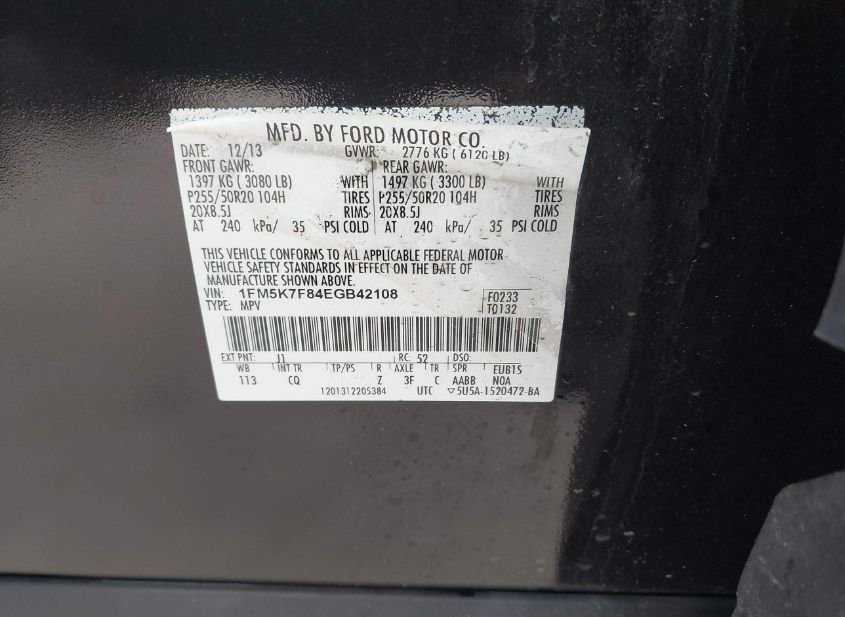 MFD. BY FORD MOTOR CO.
DATE: 12/13 GVWR: 2776 KG ( 6120 LB)
FRONT GAWR: REAR GAWR:
1397 KG ( 3080 LB) WITH 1497 KG ( 3300 LB) WITH
P255/50R20 104H TIRES P255/50R20 104H TIRES
20X8.5J RIMS 20X8.5J RIMS
AT 240 kPa/ 35 PSI COLD AT 240 kPa/ 35 PSI COLD
THIS VEHICLE CONFORMS TO ALL APPLICABLE FEDERAL MOTOR
VEHICLE SAFETY STANDARDS IN EFFECT ON THE DATE OF
MANUFACTURE SHOWN ABOVE.
VIN: 1FM5K7F84EGB42108 F0233
TYPE: MPV T0132
EXT PNT: J1 RC: 52 DSO:
WB INT TR TP/PS R AXLE TR SPR EUB15
113 CQ Z 3F C AABB NOA
1201312205384 UTC ▽5U5A-1520472-BA